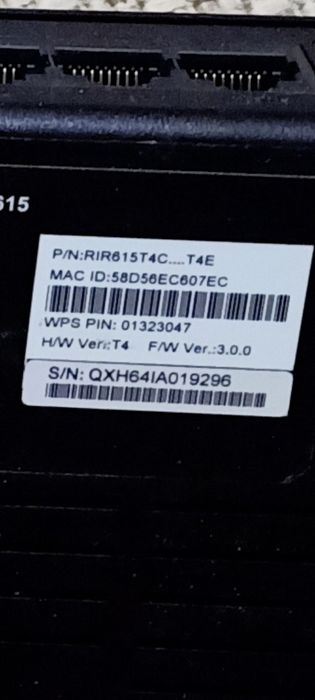 615
P/N:RIR615T4C....T4E
MAC ID:58D56EC607EC
WPS PIN: 01323047
H/W Ver.:T4 F/W Ver.:3.0.0
S/N: QXH64IA019296